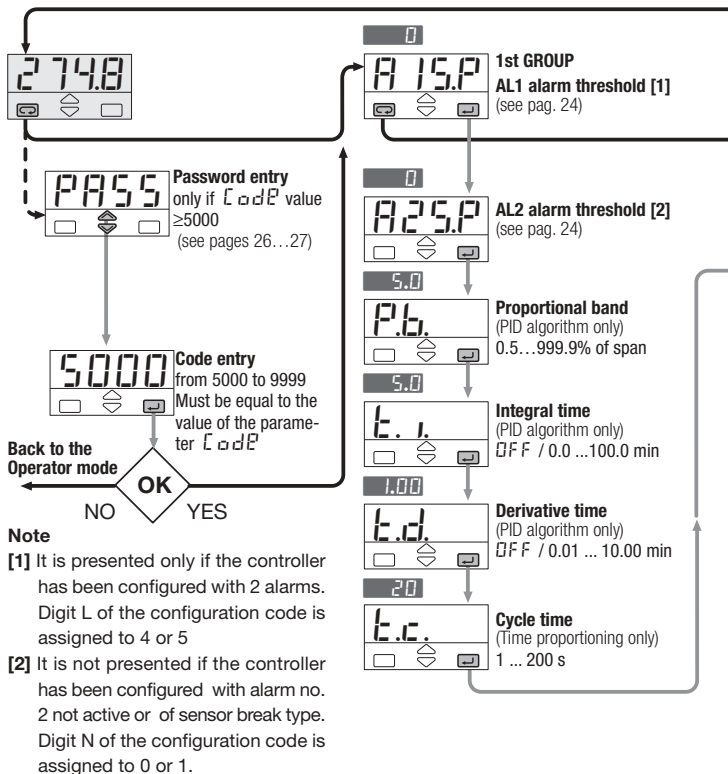 274.8
PASS
Password entry
only if CodE value
≥5000
(see pages 26…27)
5000
Code entry
from 5000 to 9999
Must be equal to the
value of the parame-
ter CodE
Back to the
Operator mode
OK
NO
YES
Note
[1] It is presented only if the controller
has been configured with 2 alarms.
Digit L of the configuration code is
assigned to 4 or 5
[2] It is not presented if the controller
has been configured with alarm no.
2 not active or of sensor break type.
Digit N of the configuration code is
assigned to 0 or 1.
0
A1S.P
1st GROUP
AL1 alarm threshold [1]
(see pag. 24)
0
A2S.P
AL2 alarm threshold [2]
(see pag. 24)
5.0
P.b.
Proportional band
(PID algorithm only)
0.5…999.9% of span
5.0
t.i.
Integral time
(PID algorithm only)
OFF / 0.0 ...100.0 min
1.00
t.d.
Derivative time
(PID algorithm only)
OFF / 0.01 ... 10.00 min
20
t.c.
Cycle time
(Time proportioning only)
1 ... 200 s